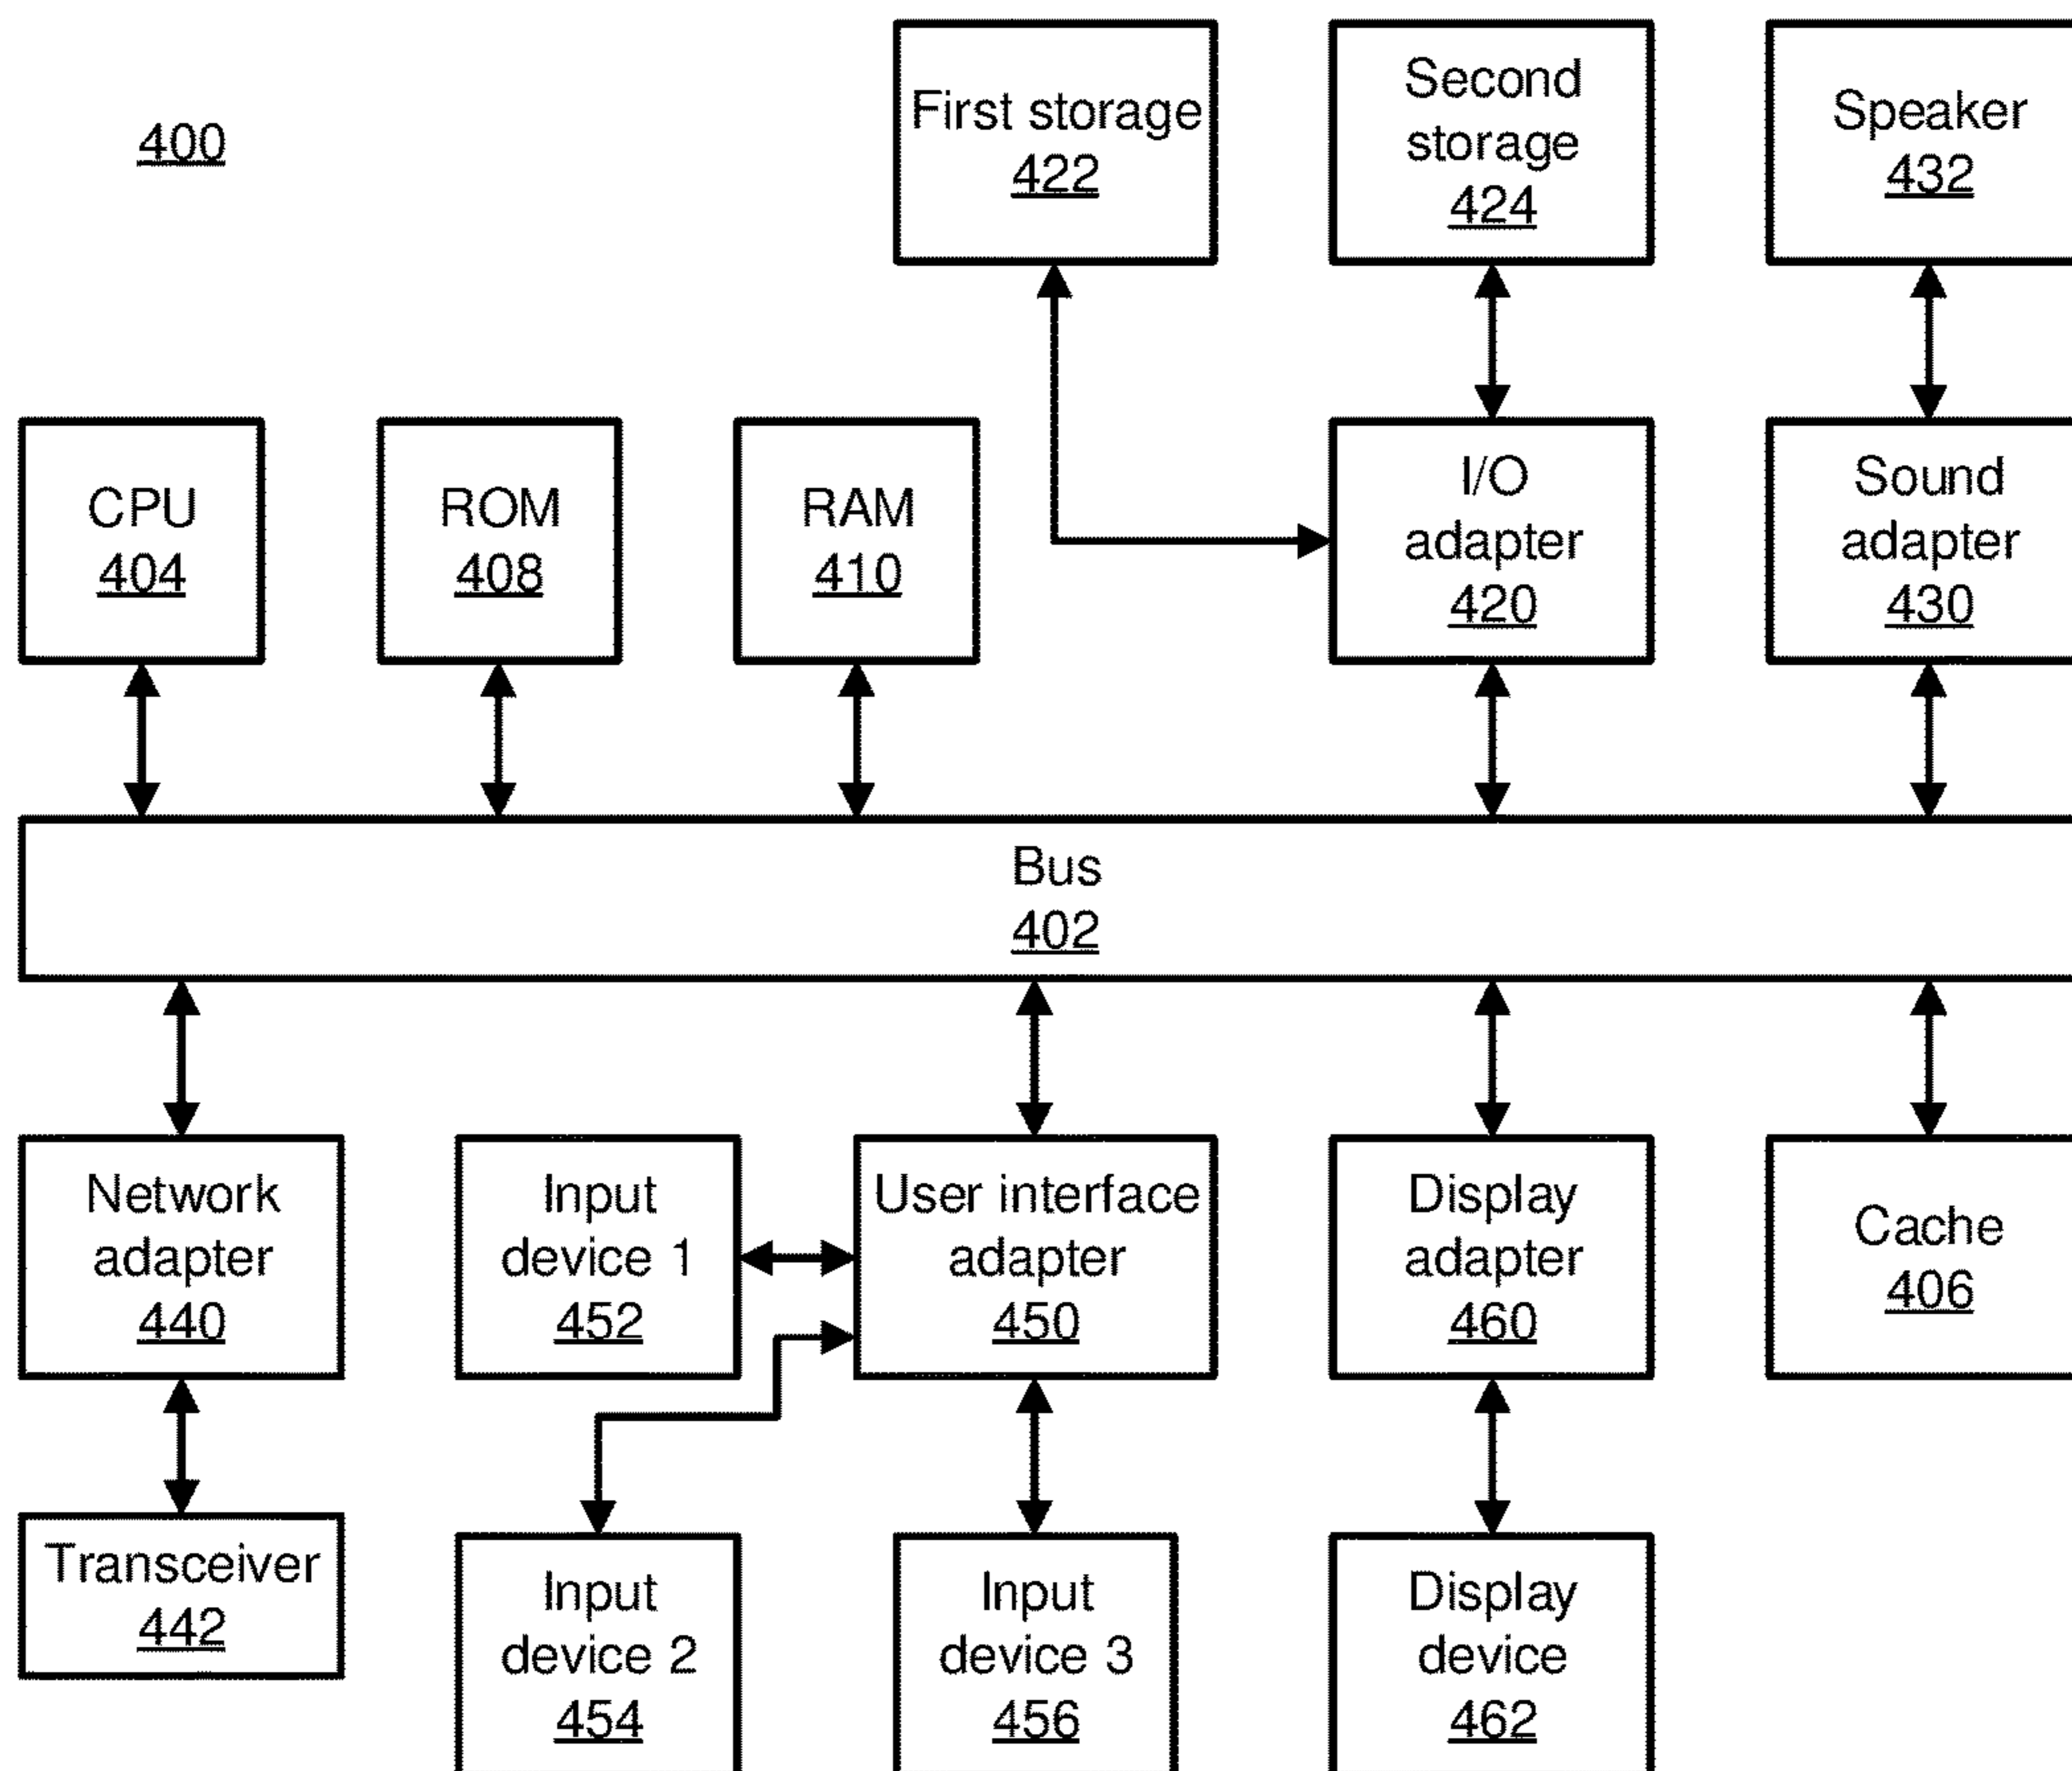 400
First storage
422
Second
storage
424
Speaker
432
CPU
404
ROM
408
RAM
410
I/O
adapter
420
Sound
adapter
430
Bus
402
Network
adapter
440
Input
device 1
452
User interface
adapter
450
Display
adapter
460
Cache
406
Transceiver
442
Input
device 2
454
Input
device 3
456
Display
device
462